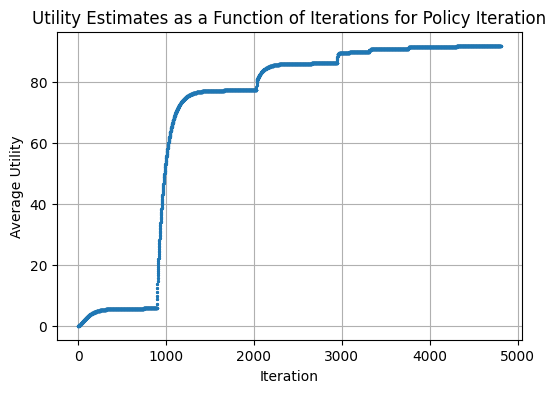 Utility Estimates as a Function of Iterations for Policy Iteration
Average Utility
80
60
40
20
0
0 1000 2000 3000 4000 5000
Iteration